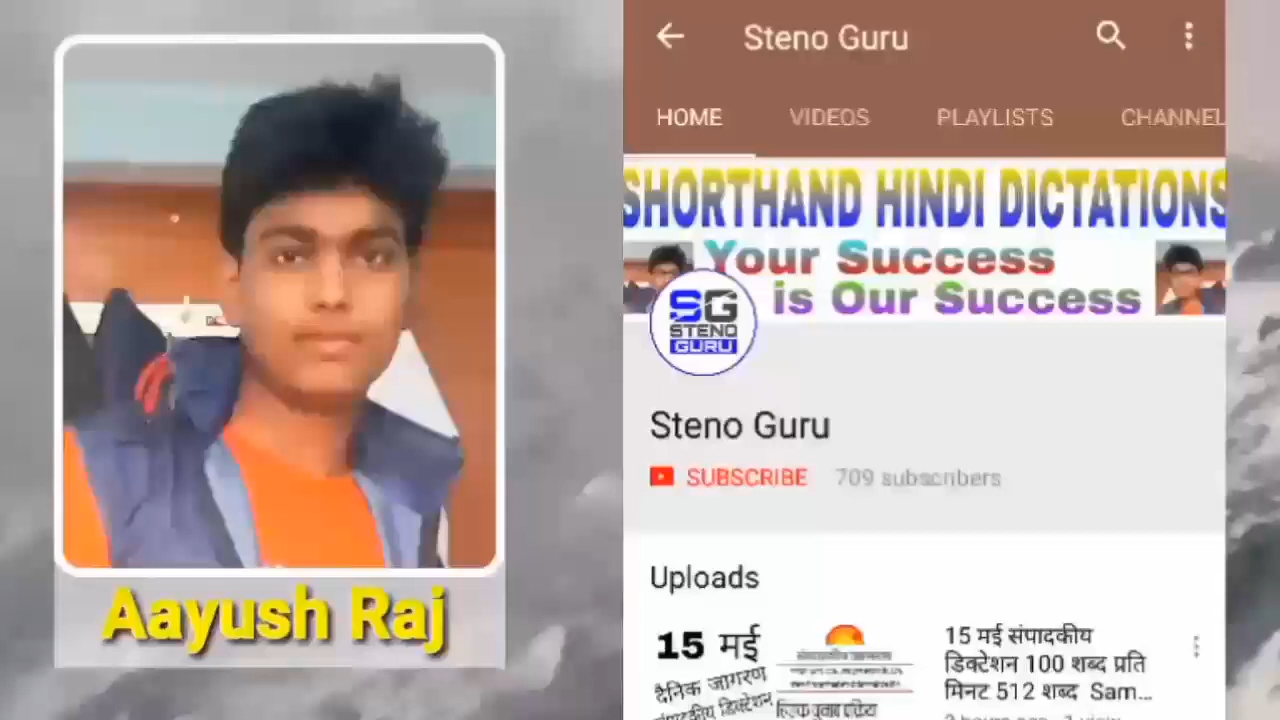 Aayush Raj
Steno Guru
HOME VIDEOS PLAYLISTS CHANNEL
SHORTHAND HINDI DICTATIONS
Your Success
is Our Success
SG
STENO
GURU
Steno Guru
SUBSCRIBE 709 subscribers
Uploads
15 मई
दैनिक जागरण
15 मई संपादकीय
डिक्टेशन 100 शब्द प्रति
मिनट 512 शब्द Sam...